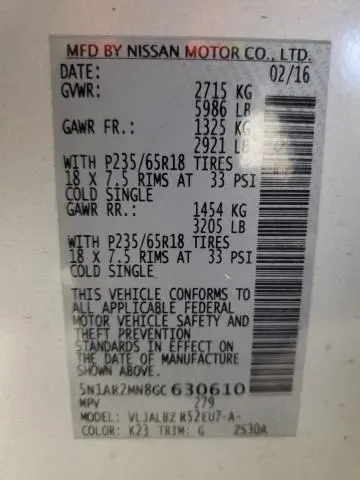 MFD BY NISSAN MOTOR CO., LTD.
DATE: 02/16
GVWR: 2715 KG
5986 LB
GAWR FR.: 1325 KG
2921 LB
WITH P235/65R18 TIRES
18 X 7.5 RIMS AT 33 PSI
COLD SINGLE
GAWR RR.: 1454 KG
3205 LB
WITH P235/65R18 TIRES
18 X 7.5 RIMS AT 33 PSI
COLD SINGLE
THIS VEHICLE CONFORMS TO
ALL APPLICABLE FEDERAL
MOTOR VEHICLE SAFETY AND
THEFT PREVENTION
STANDARDS IN EFFECT ON
THE DATE OF MANUFACTURE
SHOWN ABOVE.
5N1AR2MN8GC 630610
MPV 279
MODEL: VLJALBZ R52EU7-A-
COLOR: K23 TRIM: G 2S30A